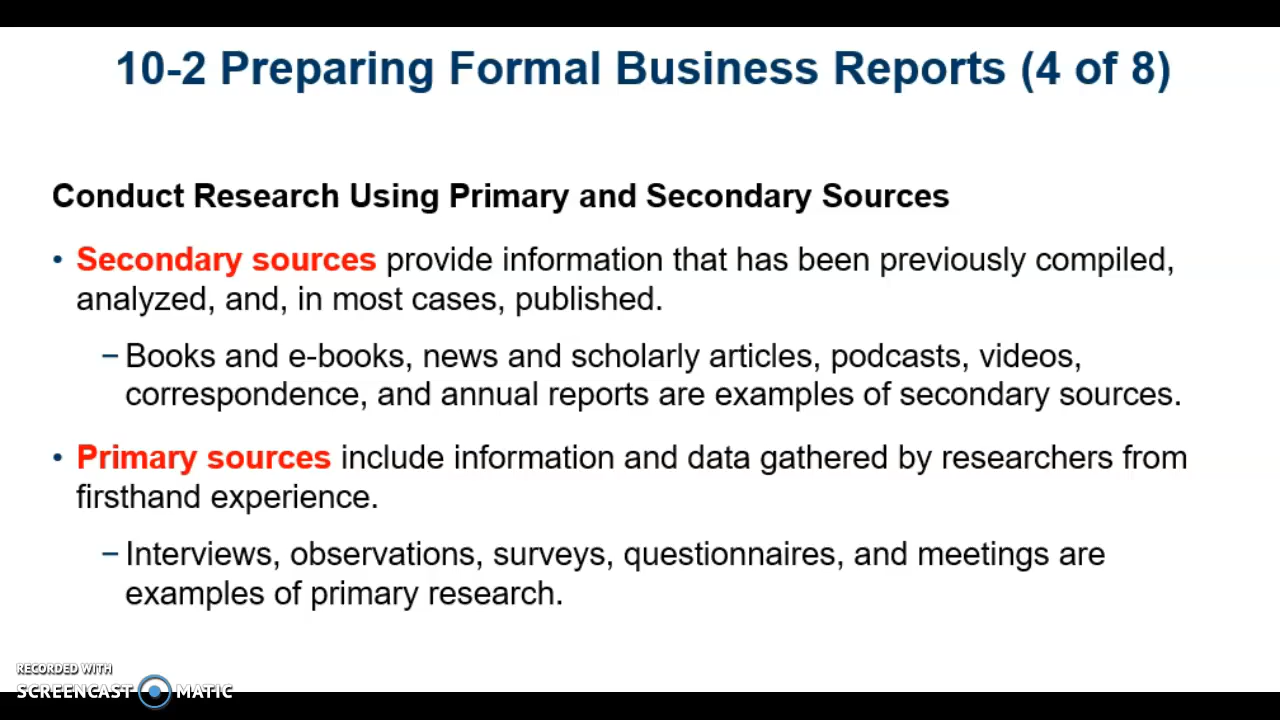 10-2 Preparing Formal Business Reports (4 of 8)
Conduct Research Using Primary and Secondary Sources
• Secondary sources provide information that has been previously compiled,
analyzed, and, in most cases, published.
– Books and e-books, news and scholarly articles, podcasts, videos,
correspondence, and annual reports are examples of secondary sources.
• Primary sources include information and data gathered by researchers from
firsthand experience.
– Interviews, observations, surveys, questionnaires, and meetings are
examples of primary research.
RECORDED WITH
SCREENCAST MATIC